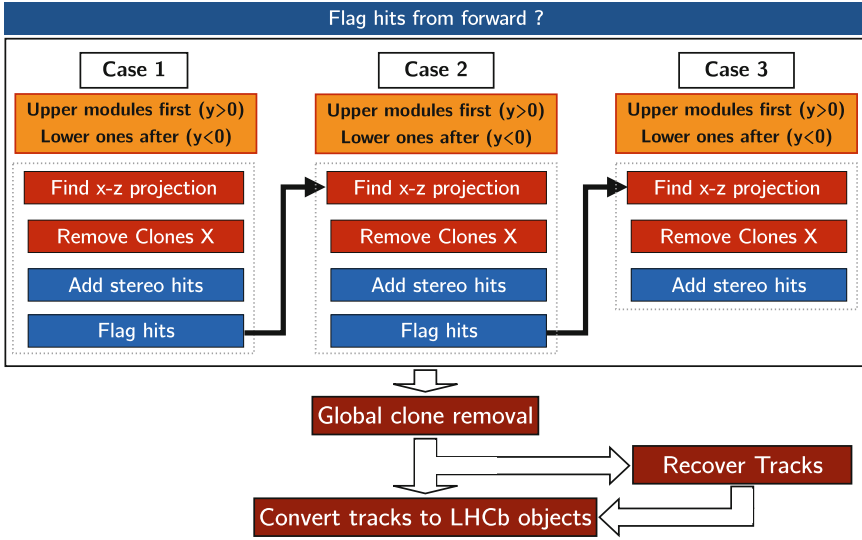 Flag hits from forward ?
Case 1
Upper modules first (y>0)
Lower ones after (y<0)
Find x-z projection
Remove Clones X
Add stereo hits
Flag hits
Case 2
Upper modules first (y>0)
Lower ones after (y<0)
Find x-z projection
Remove Clones X
Add stereo hits
Flag hits
Case 3
Upper modules first (y>0)
Lower ones after (y<0)
Find x-z projection
Remove Clones X
Add stereo hits
Global clone removal
Recover Tracks
Convert tracks to LHCb objects